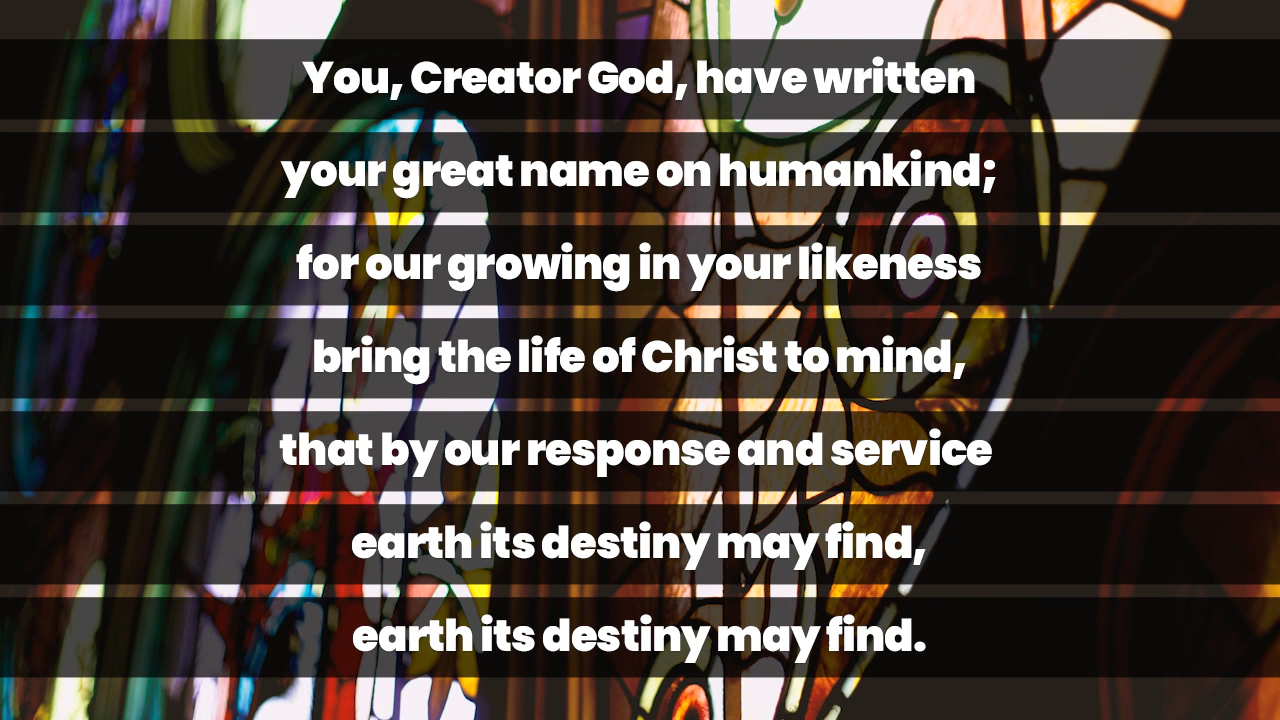 You, Creator God, have written
your great name on humankind;
for our growing in your likeness
bring the life of Christ to mind,
that by our response and service
earth its destiny may find,
earth its destiny may find.